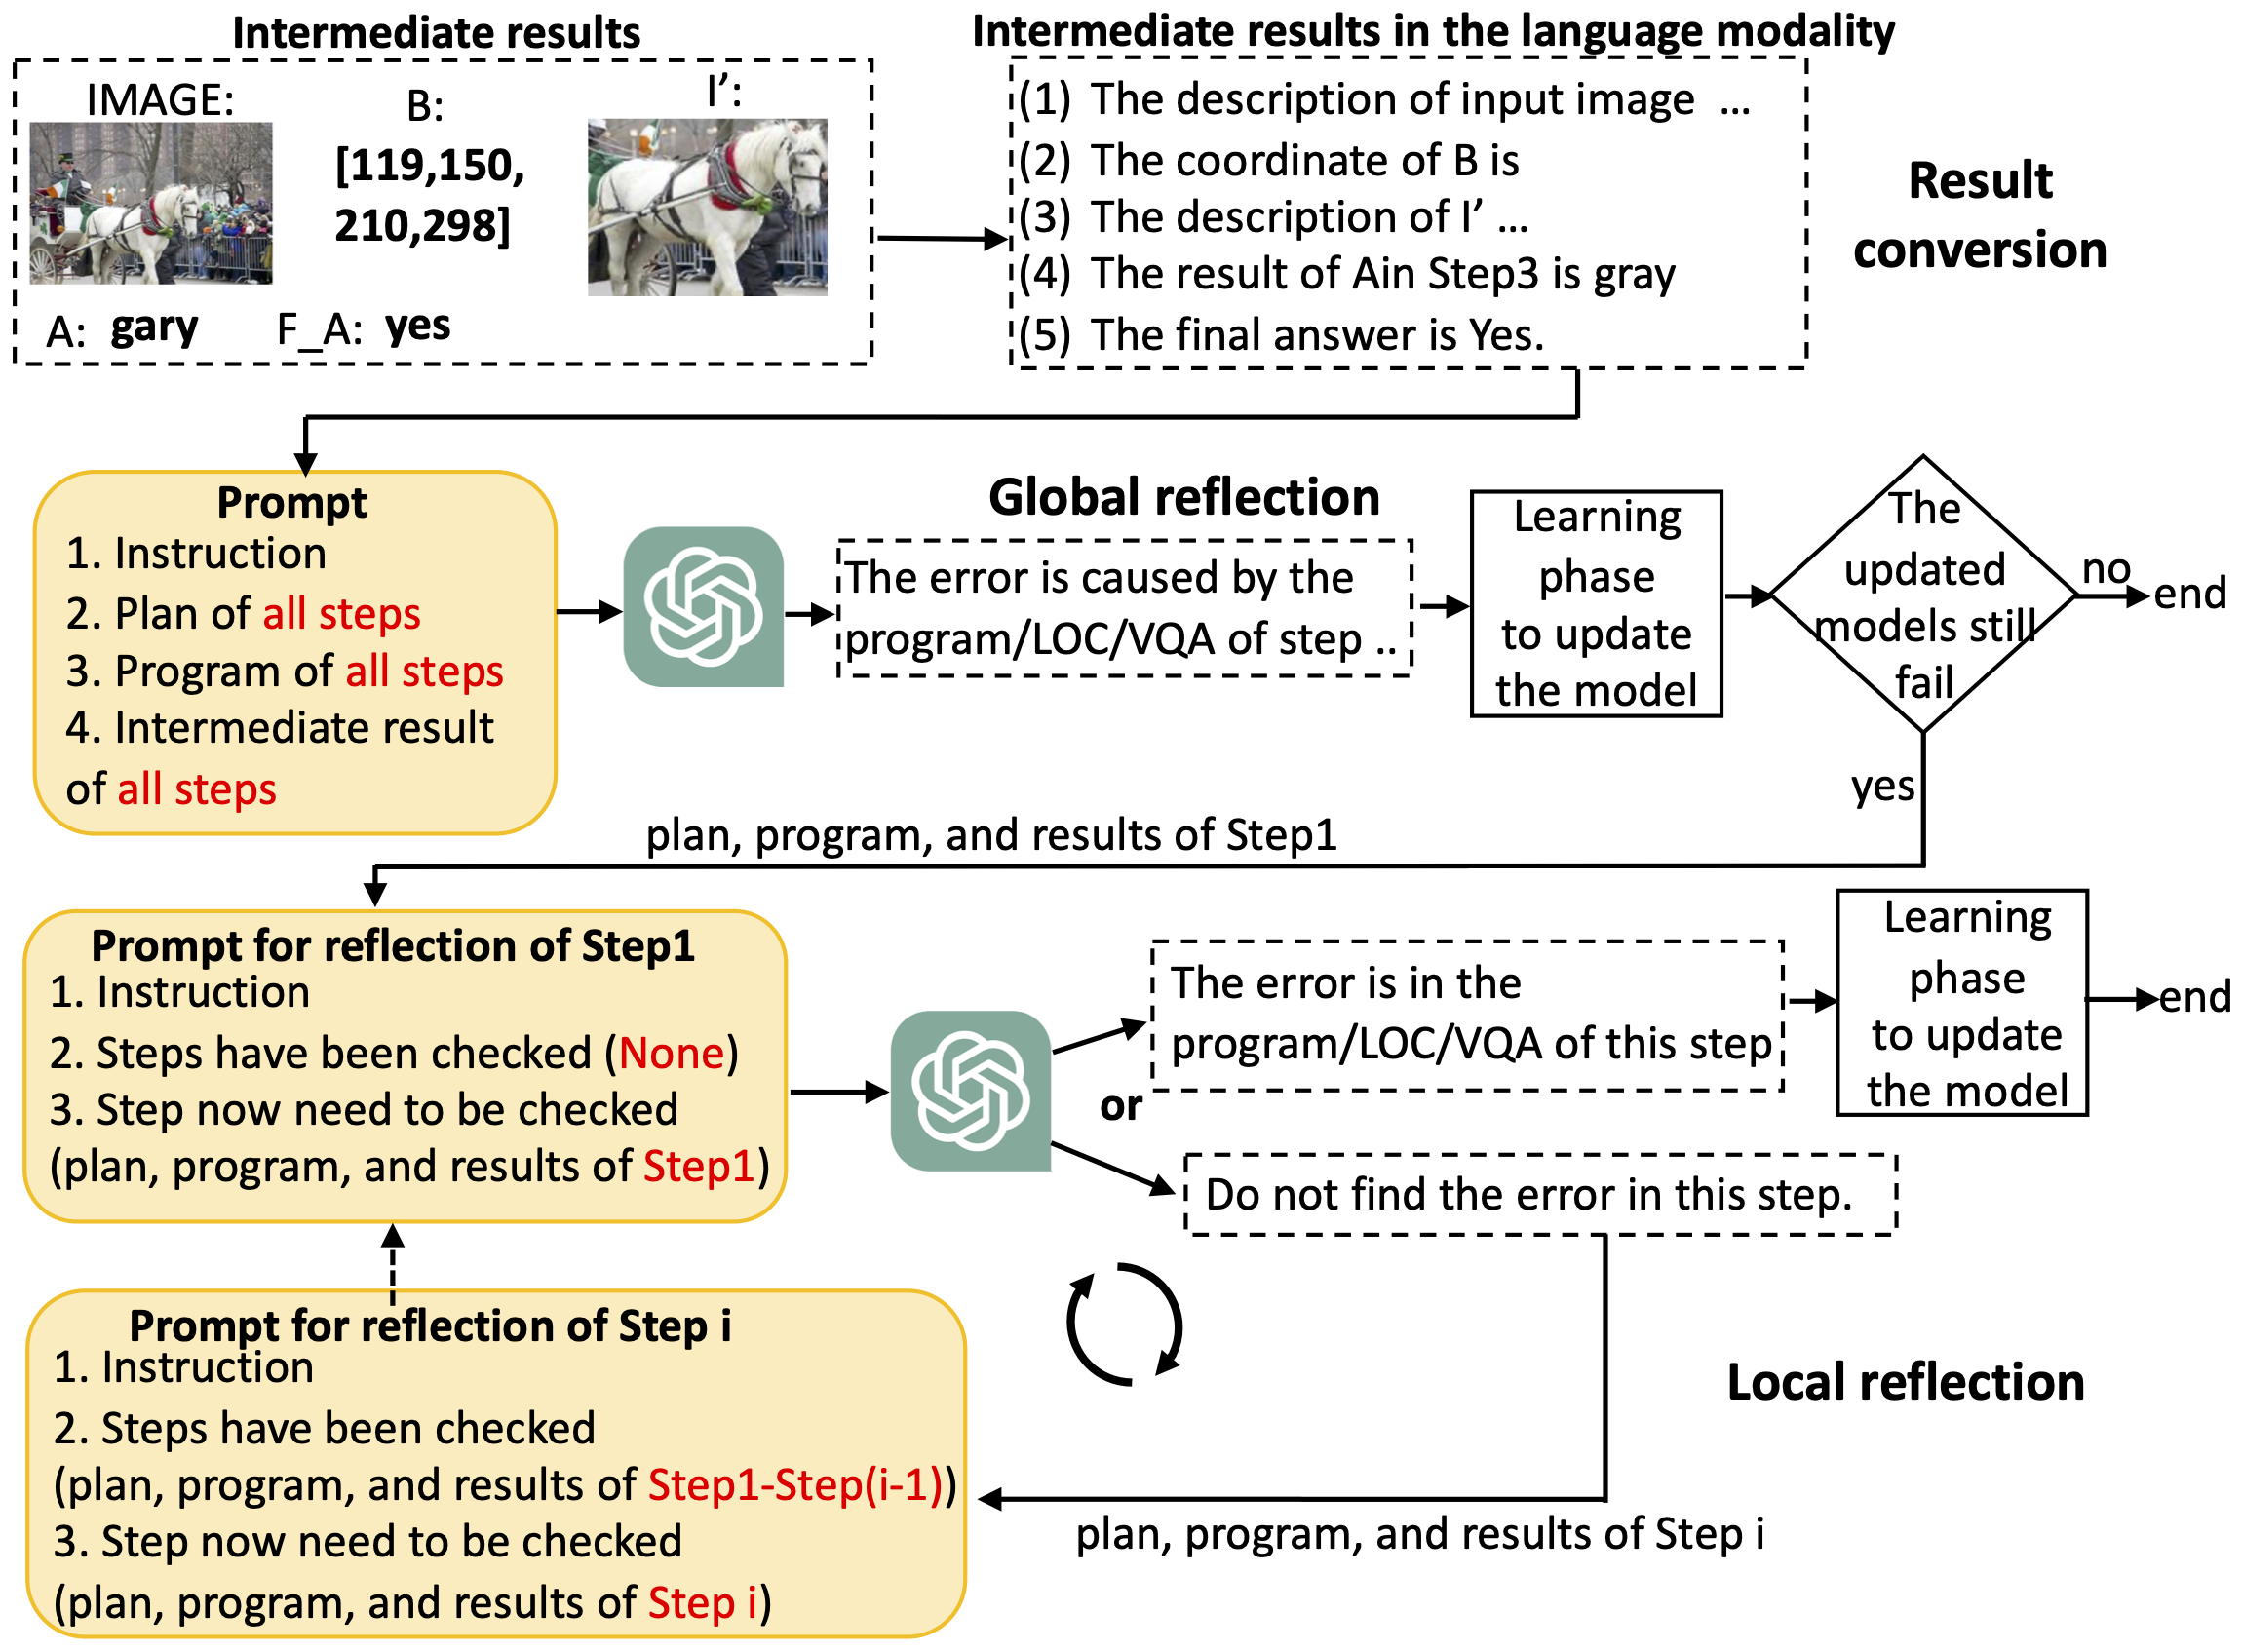 Intermediate results
IMAGE:
B:
I’:
[119,150,
210,298]
A: gary
F_A: yes
Intermediate results in the language modality
(1) The description of input image ...
(2) The coordinate of B is
(3) The description of I’ ...
(4) The result of Ain Step3 is gray
(5) The final answer is Yes.
Result
conversion
Prompt
1. Instruction
2. Plan of all steps
3. Program of all steps
4. Intermediate result
of all steps
Global reflection
The error is caused by the
program/LOC/VQA of step ..
Learning
phase
to update
the model
The
updated
models still
fail
no
end
yes
plan, program, and results of Step1
Prompt for reflection of Step1
1. Instruction
2. Steps have been checked (None)
3. Step now need to be checked
(plan, program, and results of Step1)
or
The error is in the
program/LOC/VQA of this step
Learning
phase
to update
the model
end
Do not find the error in this step.
Prompt for reflection of Step i
1. Instruction
2. Steps have been checked
(plan, program, and results of Step1-Step(i-1))
3. Step now need to be checked
(plan, program, and results of Step i)
Local reflection
plan, program, and results of Step i